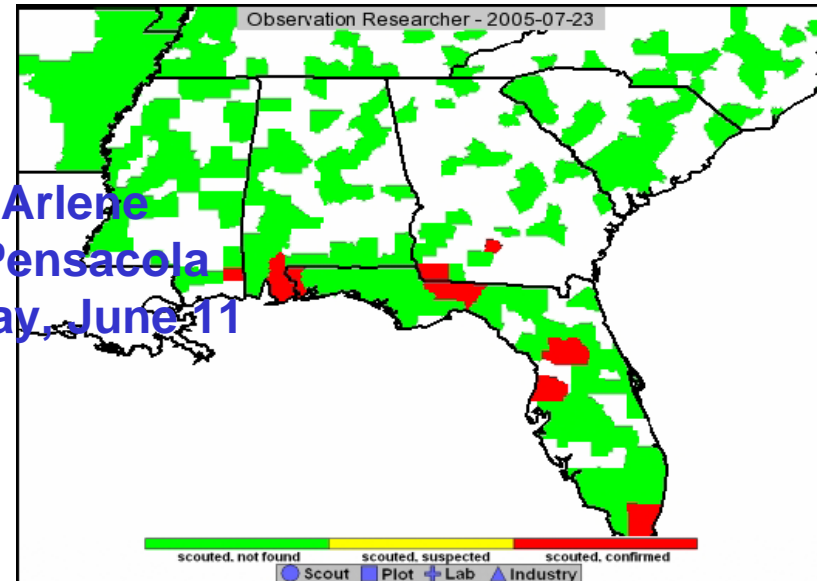 Observation Researcher - 2005-07-23
Arlene
Pensacola
ay, June 11
scouted, not found scouted, suspected scouted, confirmed
Scout Plot Lab Industry